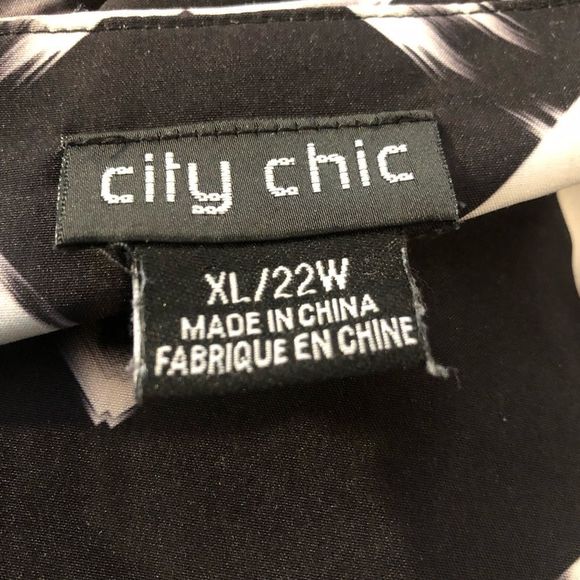 city chic
XL/22W
MADE IN CHINA
FABRIQUE EN CHINE